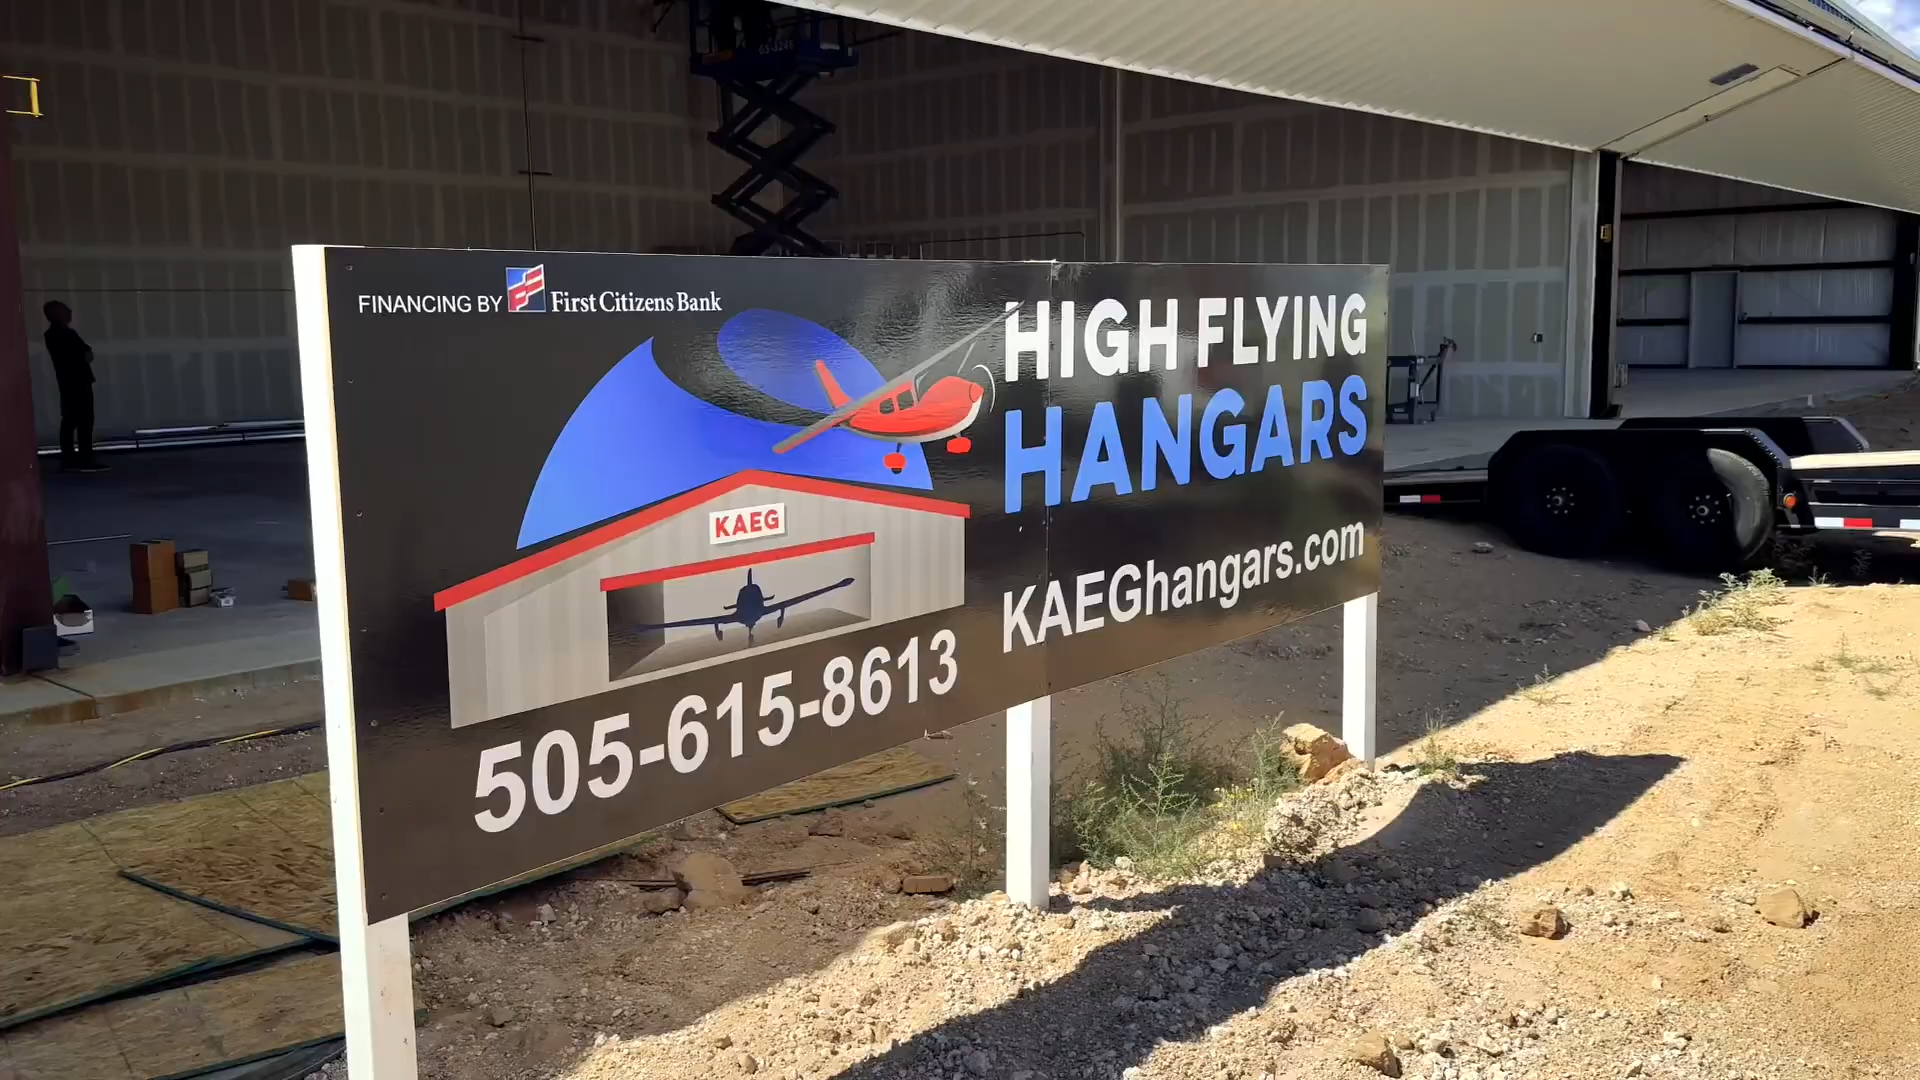 FINANCING BY First Citizens Bank
HIGH FLYING
HANGARS
KAEG
KAEGhangars.com
505-615-8613